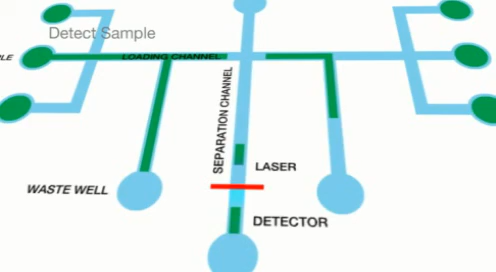 Detect Sample
LOADING CHANNEL
SEPARATION CHANNEL
LASER
WASTE WELL
DETECTOR